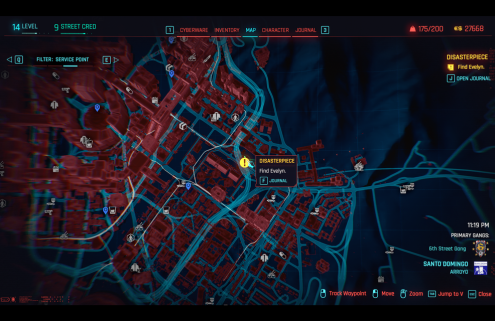 14 LEVEL 9 STREET CRED
1 CYBERWARE INVENTORY MAP CHARACTER JOURNAL 3
175/200 27668
Q FILTER: SERVICE POINT E
DISASTERPIECE
Find Evelyn.
J OPEN JOURNAL
DISASTERPIECE
Find Evelyn.
F JOURNAL
11:19 PM
PRIMARY GANGS:
6th Street Gang
SANTO DOMINGO
ARROYO
Track Waypoint Move Zoom Jump to V Close